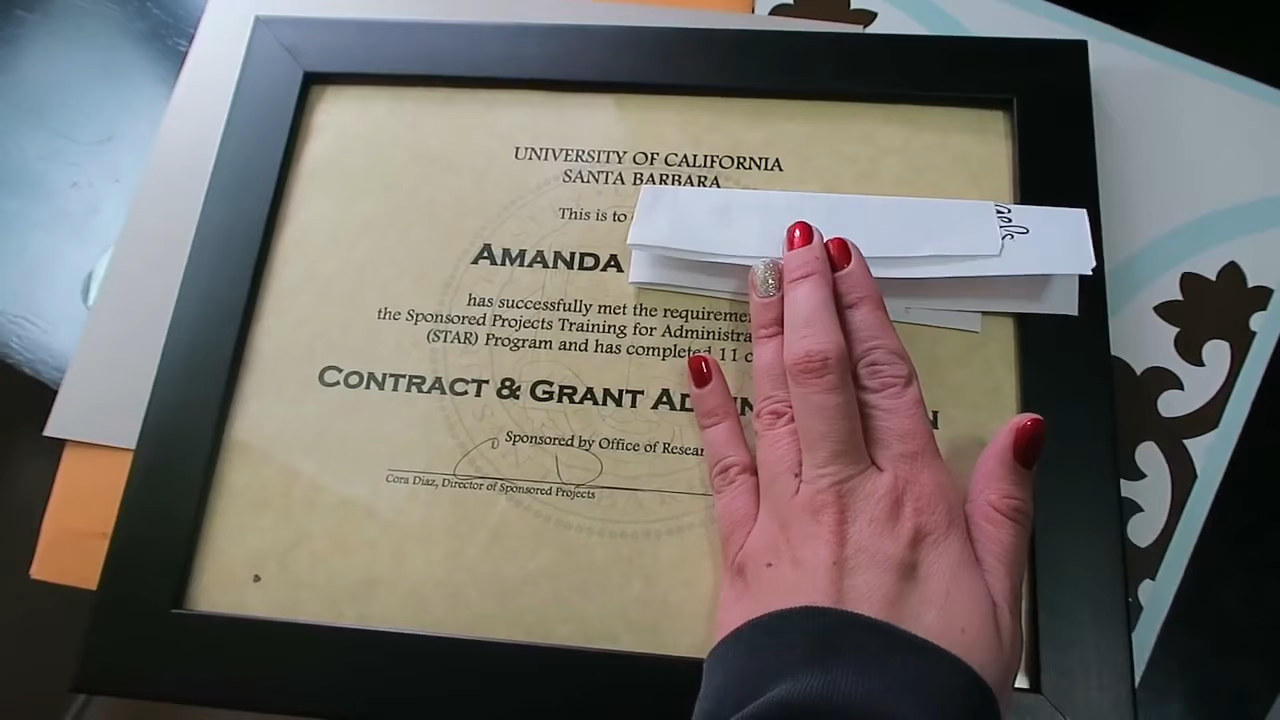 UNIVERSITY OF CALIFORNIA
SANTA BARBARA
This is to
AMANDA
has successfully met the requiremen
the Sponsored Projects Training for Administra
(STAR) Program and has completed 11 c
CONTRACT & GRANT AD
Sponsored by Office of Resear
Cora Diaz, Director of Sponsored Projects